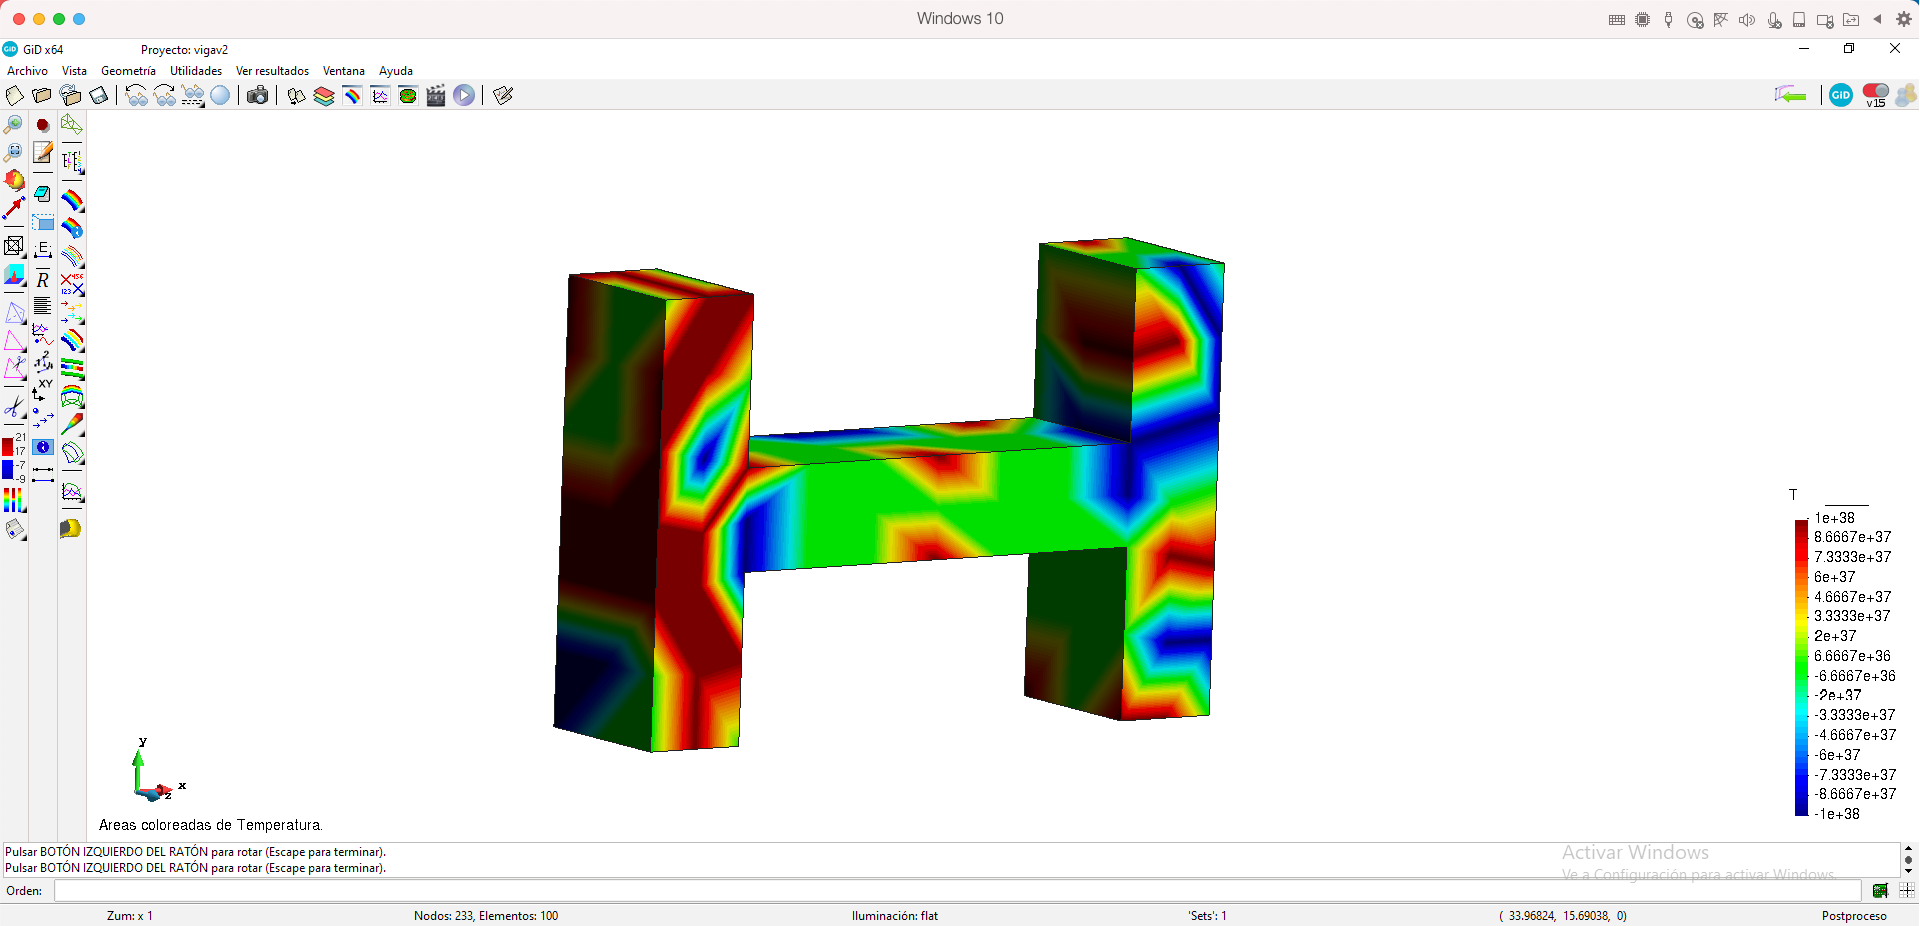 Windows 10
GiD x64 Proyecto: vigav2
Archivo Vista Geometría Utilidades Ver resultados Ventana Ayuda
GiD v15
E
R
456
123
XY
21
17
-7
-9
T
1e+38
8.6667e+37
7.3333e+37
6e+37
4.6667e+37
3.3333e+37
2e+37
6.6667e+36
-6.6667e+36
-2e+37
-3.3333e+37
-4.6667e+37
-6e+37
-7.3333e+37
-8.6667e+37
-1e+38
y
x
z
Areas coloreadas de Temperatura.
Pulsar BOTÓN IZQUIERDO DEL RATÓN para rotar (Escape para terminar).
Pulsar BOTÓN IZQUIERDO DEL RATÓN para rotar (Escape para terminar).
Activar Windows
Ve a Configuración para activar Windows.
Orden:
Zum: x 1 Nodos: 233, Elementos: 100 Iluminación: flat 'Sets': 1 ( 33.96824, 15.69038, 0) Postproceso